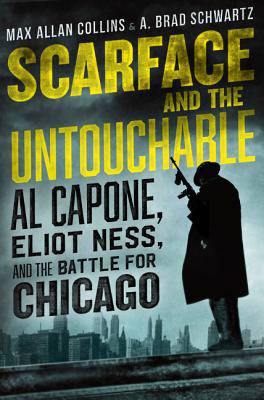 MAX ALLAN COLLINS & A. BRAD SCHWARTZ
SCARFACE
AND THE
UNTOUCHABLE
AL CAPONE,
ELIOT NESS,
AND THE BATTLE FOR
CHICAGO